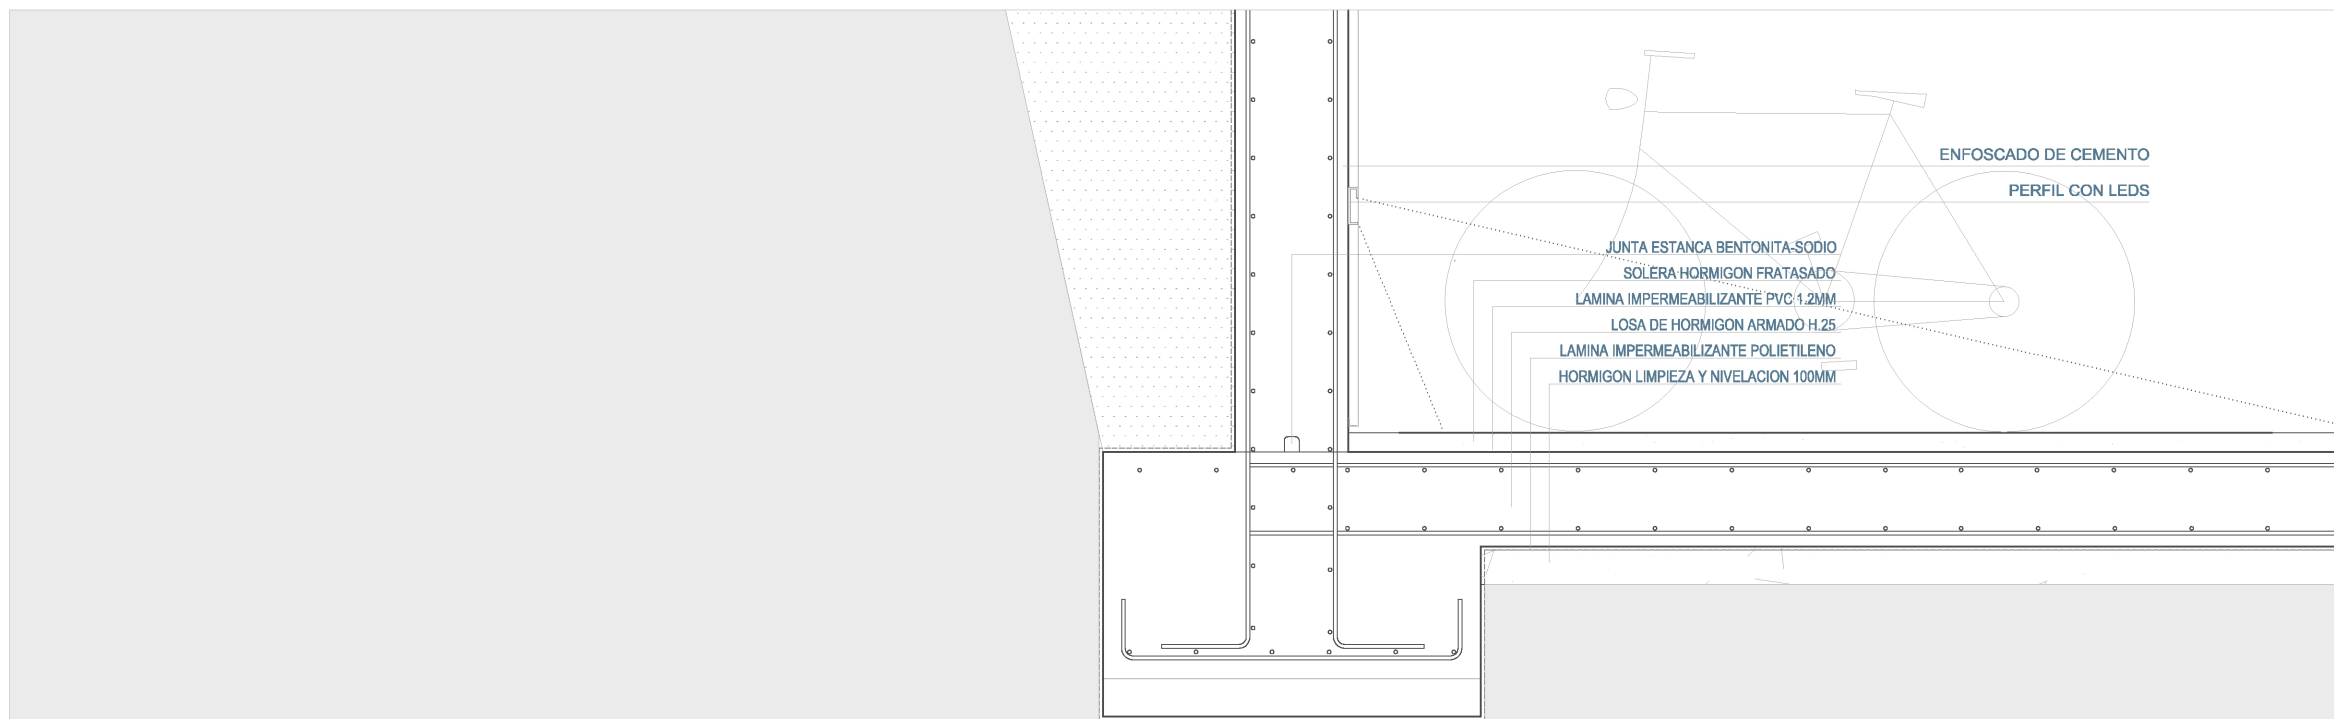 ENFOSCADO DE CEMENTO
PERFIL CON LEDS
JUNTA ESTANCA BENTONITA-SODIO
SOLERA HORMIGON FRATASADO
LAMINA IMPERMEABILIZANTE PVC 1.2MM
LOSA DE HORMIGON ARMADO H.25
LAMINA IMPERMEABILIZANTE POLIETILENO
HORMIGON LIMPIEZA Y NIVELACION 100MM